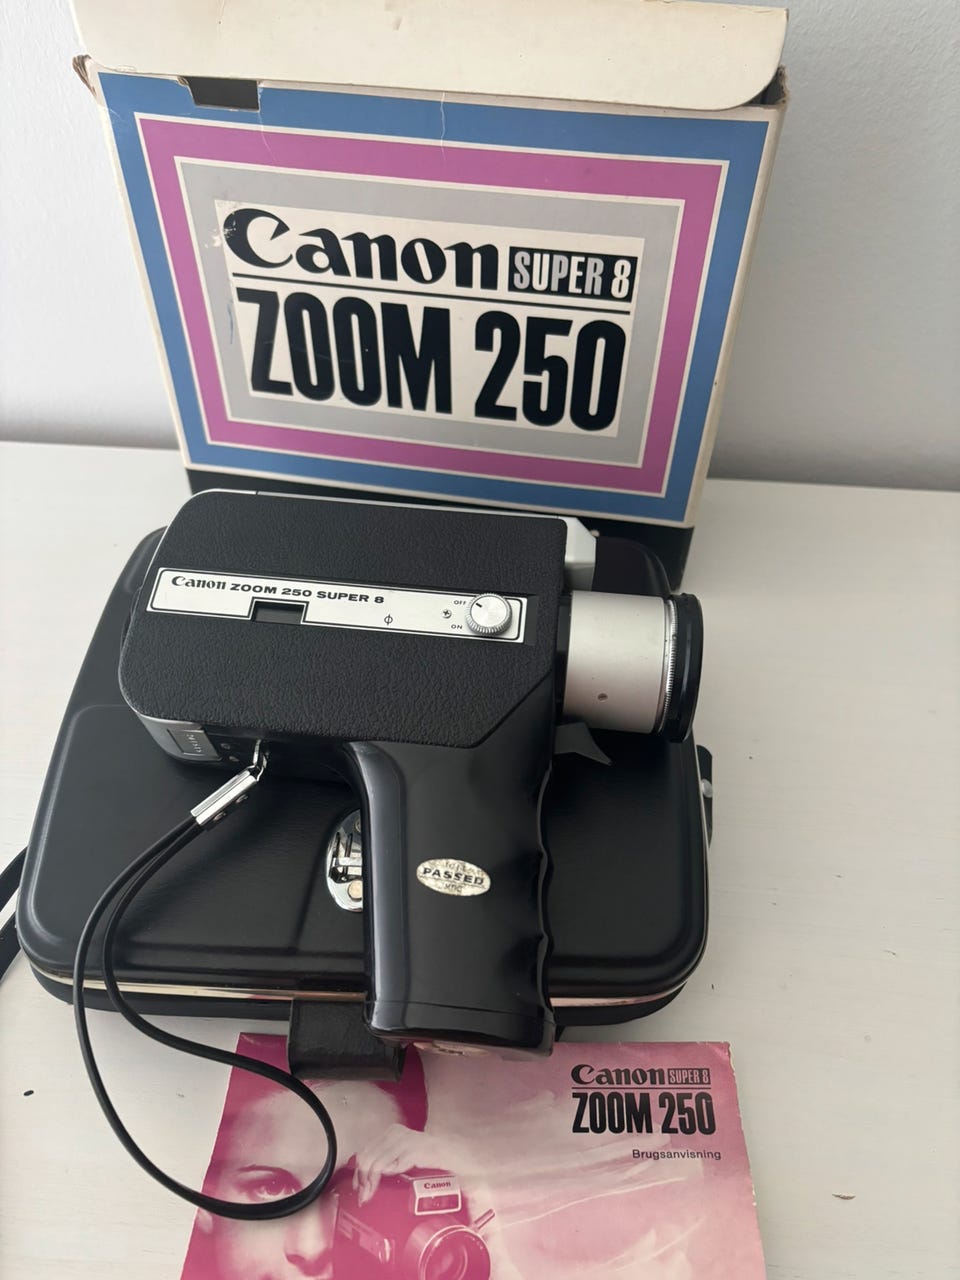 Canon SUPER 8
ZOOM 250
Canon ZOOM 250 SUPER 8
OFF
ON
PASSED
Canon SUPER 8
ZOOM 250
Brugsanvisning
Canon